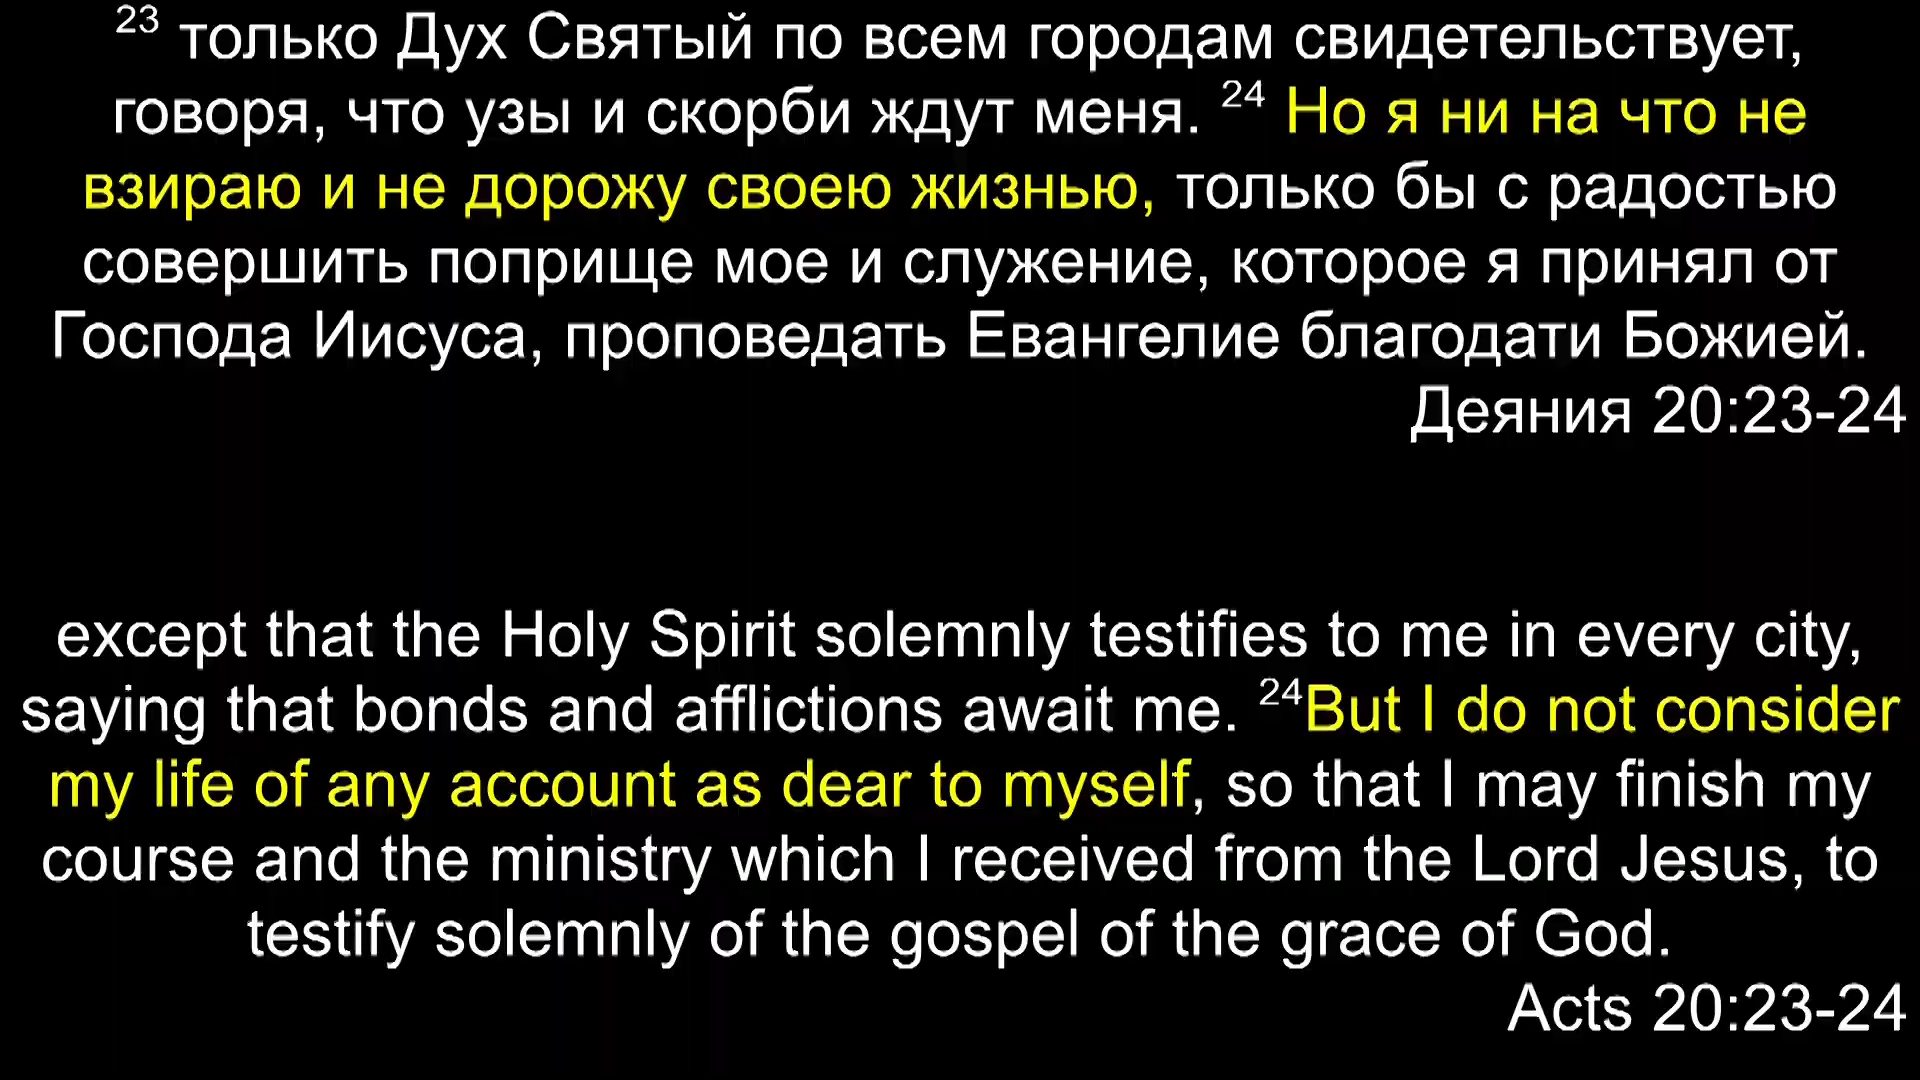 23 только Дух Святый по всем городам свидетельствует,
говоря, что узы и скорби ждут меня. 24 Но я ни на что не
взираю и не дорожу своею жизнью, только бы с радостью
совершить поприще мое и служение, которое я принял от
Господа Иисуса, проповедать Евангелие благодати Божией.
Деяния 20:23-24
except that the Holy Spirit solemnly testifies to me in every city,
saying that bonds and afflictions await me. 24But I do not consider
my life of any account as dear to myself, so that I may finish my
course and the ministry which I received from the Lord Jesus, to
testify solemnly of the gospel of the grace of God.
Acts 20:23-24